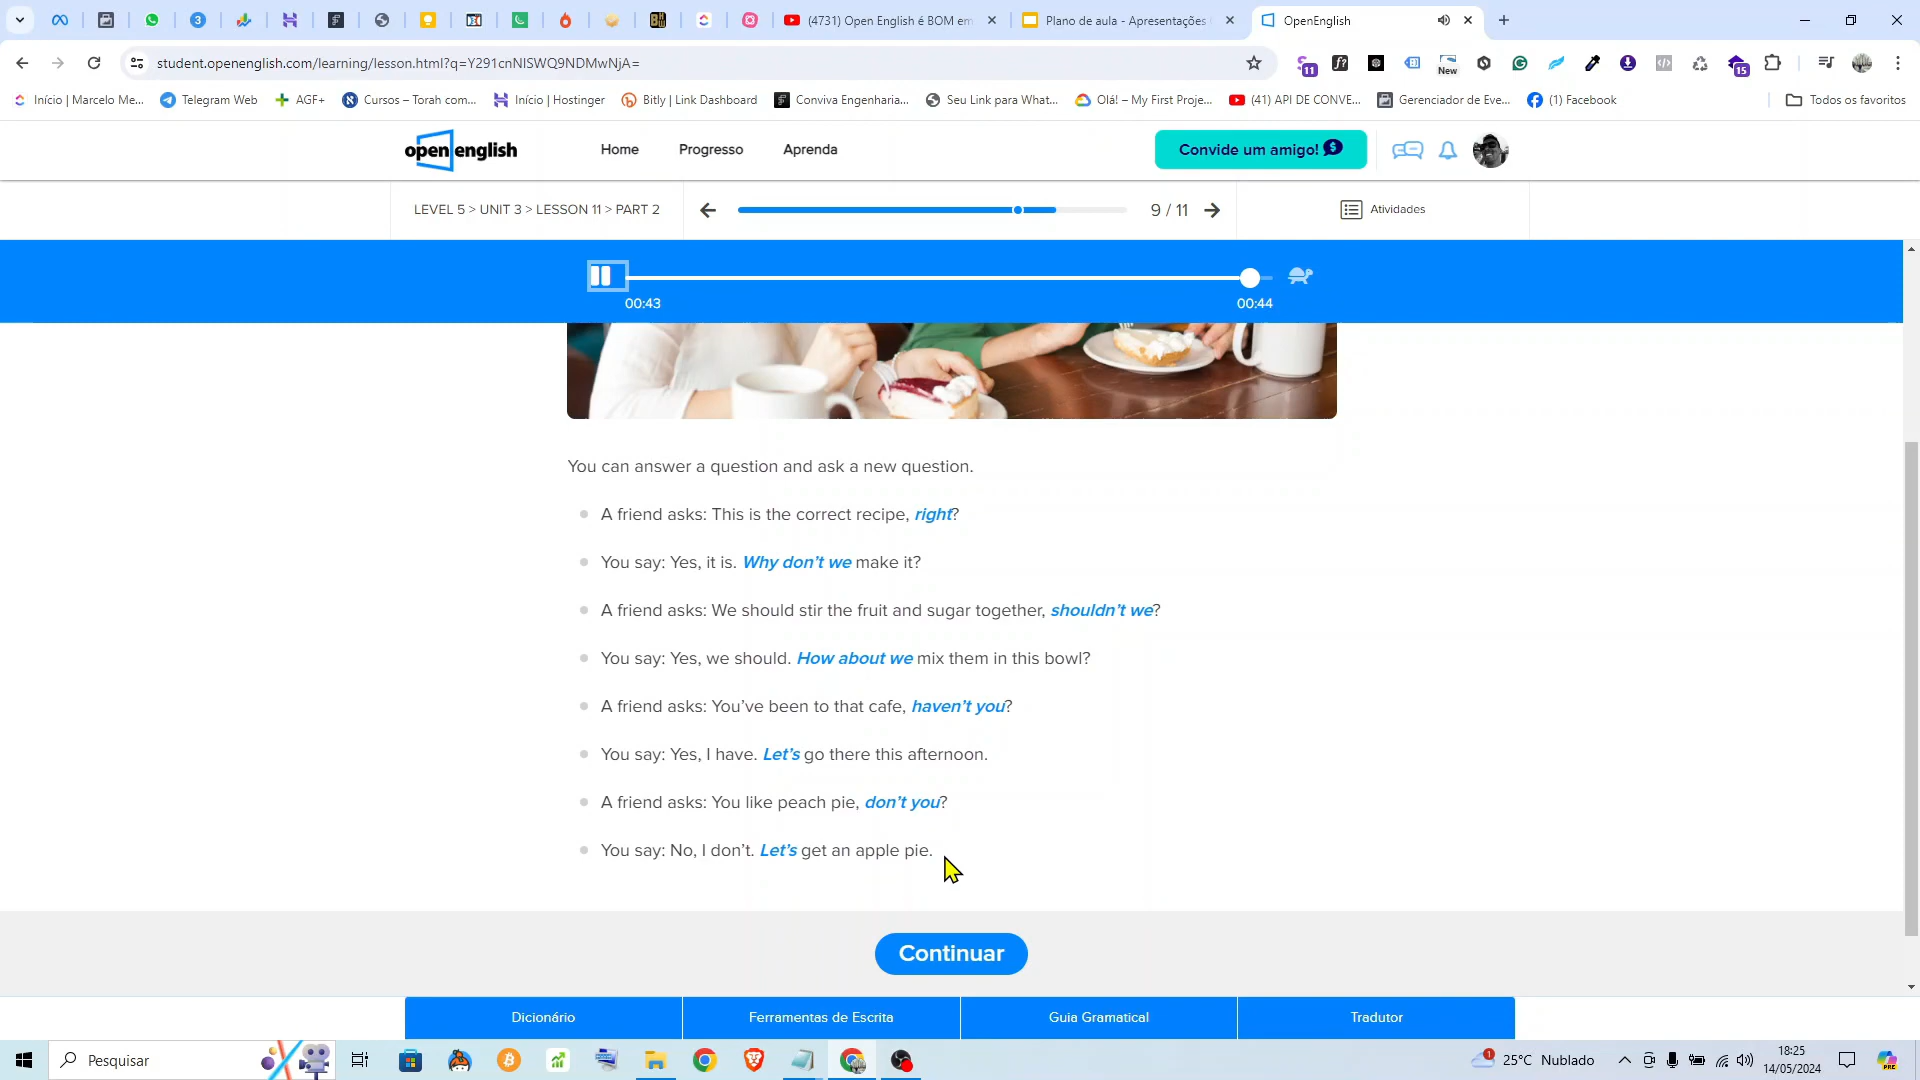 (4731) Open English é BOM em
Plano de aula - Apresentações
OpenEnglish
student.openenglish.com/learning/lesson.html?q=Y291cnNlSWQ9NDMwNjA=
11
New
15
Início | Marcelo Me...
Telegram Web
AGF+
Cursos – Torah com...
Início | Hostinger
Bitly | Link Dashboard
Conviva Engenharia...
Seu Link para What...
Olá! – My First Proje...
(41) API DE CONVE...
Gerenciador de Eve...
(1) Facebook
Todos os favoritos
open english
Home
Progresso
Aprenda
Convide um amigo!
LEVEL 5 > UNIT 3 > LESSON 11 > PART 2
9 / 11
Atividades
00:43
00:44
You can answer a question and ask a new question.
A friend asks: This is the correct recipe, right?
You say: Yes, it is. Why don't we make it?
A friend asks: We should stir the fruit and sugar together, shouldn't we?
You say: Yes, we should. How about we mix them in this bowl?
A friend asks: You've been to that cafe, haven't you?
You say: Yes, I have. Let's go there this afternoon.
A friend asks: You like peach pie, don't you?
You say: No, I don't. Let's get an apple pie.
Continuar
Dicionário
Ferramentas de Escrita
Guia Gramatical
Tradutor
Pesquisar
1
25°C Nublado
18:25
14/05/2024